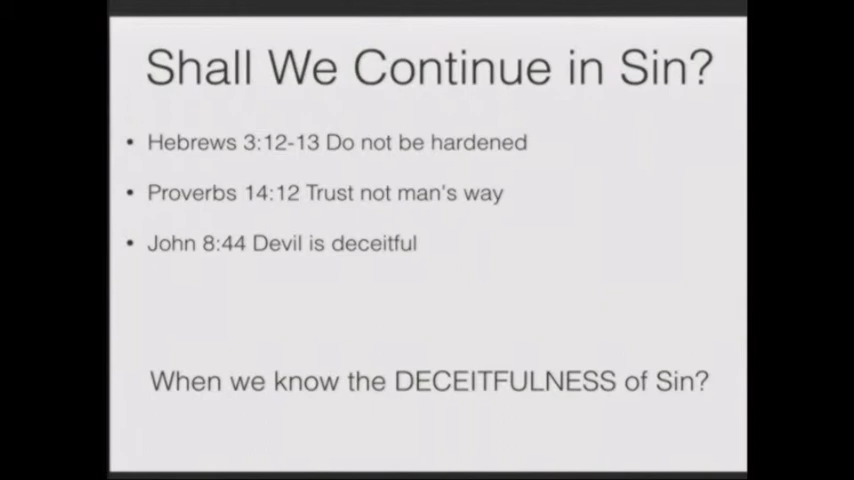 Shall We Continue in Sin?
• Hebrews 3:12-13 Do not be hardened
• Proverbs 14:12 Trust not man's way
• John 8:44 Devil is deceitful
When we know the DECEITFULNESS of Sin?